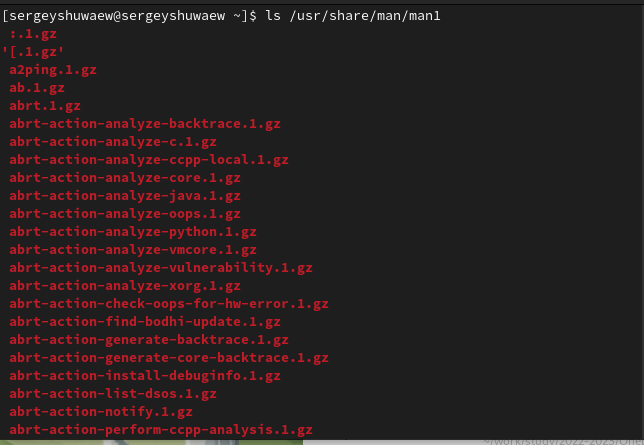 [sergeyshuwaew@sergeyshuwaew ~]$ ls /usr/share/man/man1
:.1.gz
'[.1.gz'
a2ping.1.gz
ab.1.gz
abrt.1.gz
abrt-action-analyze-backtrace.1.gz
abrt-action-analyze-c.1.gz
abrt-action-analyze-ccpp-local.1.gz
abrt-action-analyze-core.1.gz
abrt-action-analyze-java.1.gz
abrt-action-analyze-oops.1.gz
abrt-action-analyze-python.1.gz
abrt-action-analyze-vmcore.1.gz
abrt-action-analyze-vulnerability.1.gz
abrt-action-analyze-xorg.1.gz
abrt-action-check-oops-for-hw-error.1.gz
abrt-action-find-bodhi-update.1.gz
abrt-action-generate-backtrace.1.gz
abrt-action-generate-core-backtrace.1.gz
abrt-action-install-debuginfo.1.gz
abrt-action-list-dsos.1.gz
abrt-action-notify.1.gz
abrt-action-perform-ccpp-analysis.1.gz